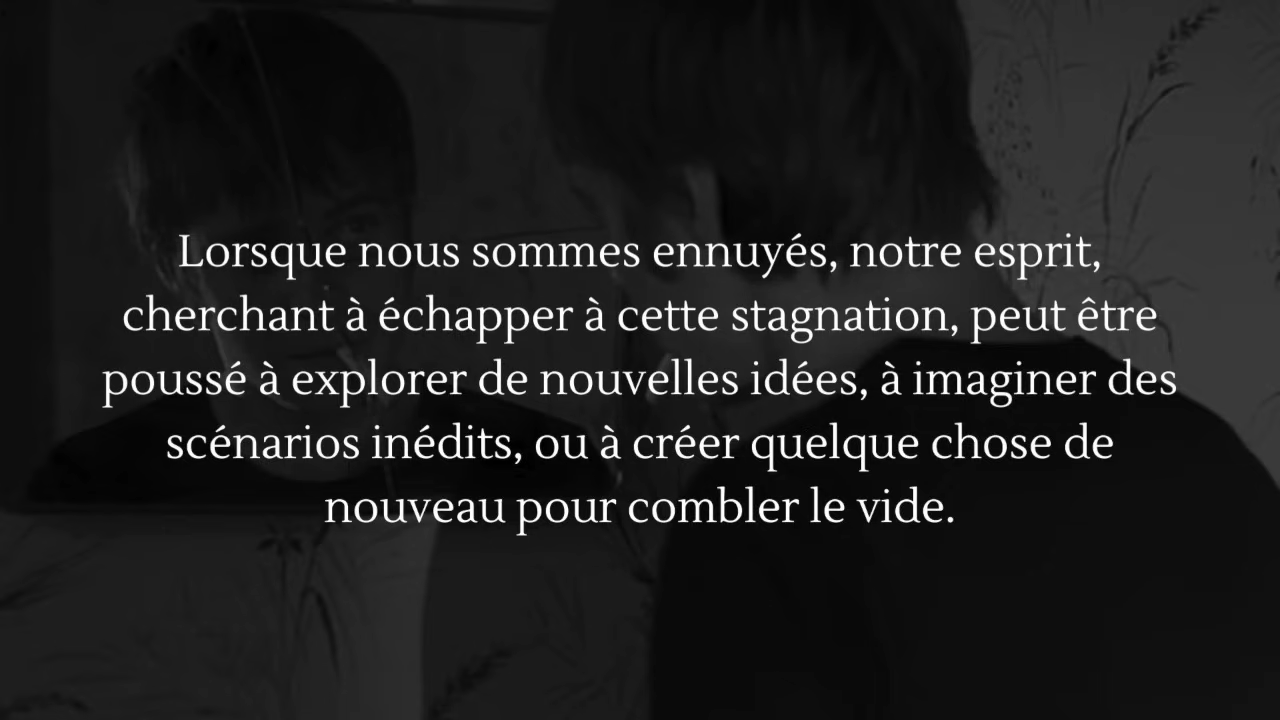 Lorsque nous sommes ennuyés, notre esprit,
cherchant à échapper à cette stagnation, peut être
poussé à explorer de nouvelles idées, à imaginer des
scénarios inédits, ou à créer quelque chose de
nouveau pour combler le vide.